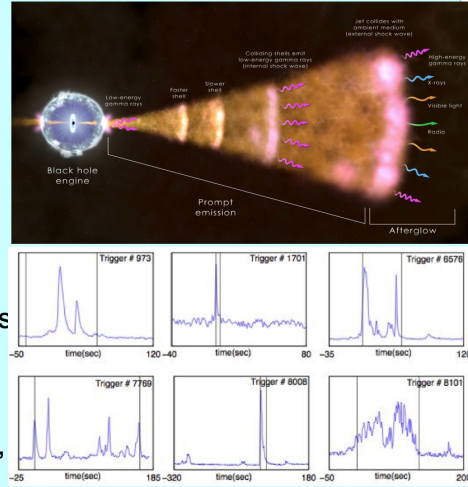 Jet collides with
ambient medium
(external shock wave)
Colliding shells emit
low-energy gamma rays
(internal shock wave)
High-energy
gamma rays
Slower
shell
Faster
shell
Low-energy
gamma rays
X-rays
Visible light
Radio
Black hole
engine
Prompt
emission
Afterglow
Trigger # 973
-50 time(sec) 120
Trigger # 1701
-40 time(sec) 80
Trigger # 6576
-35 time(sec) 120
s
Trigger # 7769
-25 time(sec) 185
Trigger # 8008
-320 time(sec) 180
Trigger # 8101
-50 time(sec) 200
,